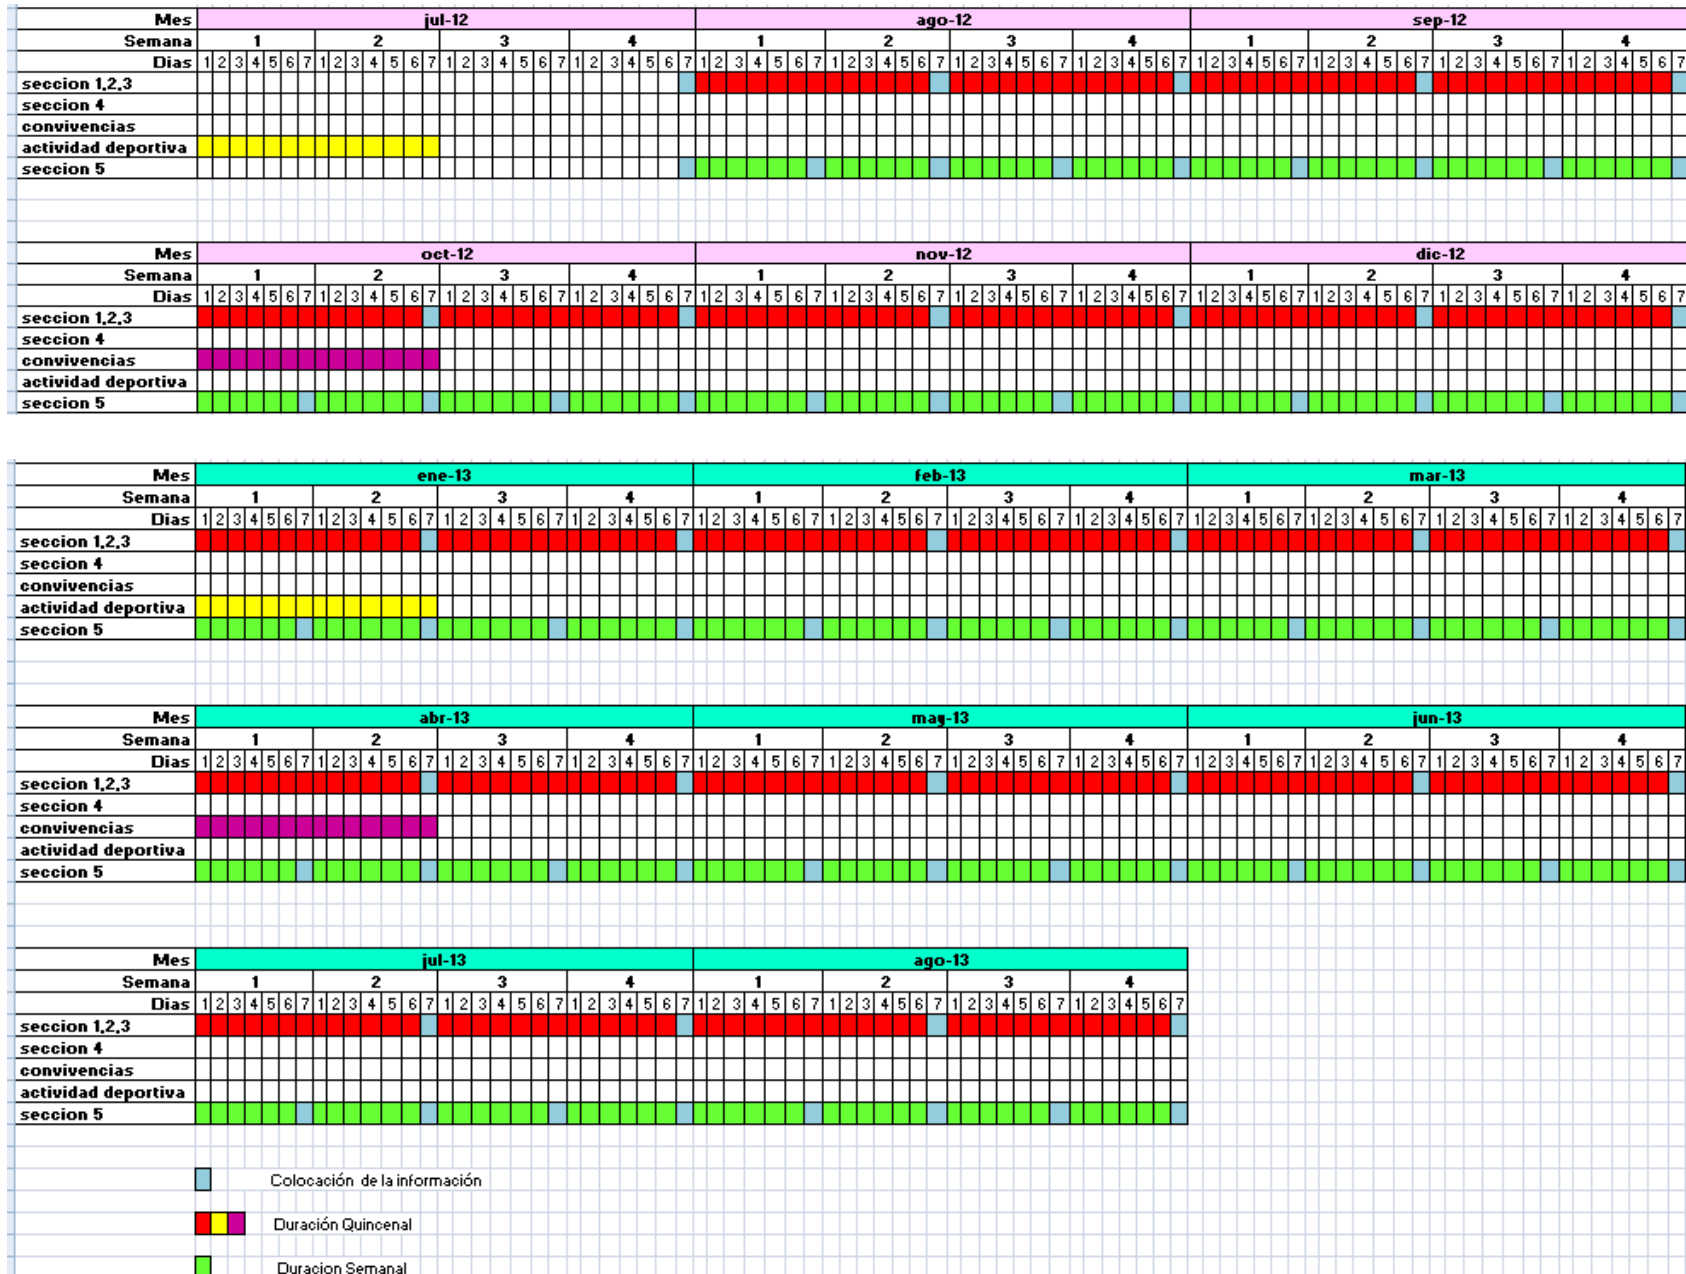 Mes jul-12 ago-12 sep-12
Semana 1 2 3 4 1 2 3 4 1 2 3 4
Dias 1 2 3 4 5 6 7 1 2 3 4 5 6 7 1 2 3 4 5 6 7 1 2 3 4 5 6 7 1 2 3 4 5 6 7 1 2 3 4 5 6 7 1 2 3 4 5 6 7 1 2 3 4 5 6 7 1 2 3 4 5 6 7 1 2 3 4 5 6 7 1 2 3 4 5 6 7 1 2 3 4 5 6 7
seccion 1,2,3
seccion 4
convivencias
actividad deportiva
seccion 5
Mes oct-12 nov-12 dic-12
Semana 1 2 3 4 1 2 3 4 1 2 3 4
Dias 1 2 3 4 5 6 7 1 2 3 4 5 6 7 1 2 3 4 5 6 7 1 2 3 4 5 6 7 1 2 3 4 5 6 7 1 2 3 4 5 6 7 1 2 3 4 5 6 7 1 2 3 4 5 6 7 1 2 3 4 5 6 7 1 2 3 4 5 6 7 1 2 3 4 5 6 7 1 2 3 4 5 6 7
seccion 1,2,3
seccion 4
convivencias
actividad deportiva
seccion 5
Mes ene-13 feb-13 mar-13
Semana 1 2 3 4 1 2 3 4 1 2 3 4
Dias 1 2 3 4 5 6 7 1 2 3 4 5 6 7 1 2 3 4 5 6 7 1 2 3 4 5 6 7 1 2 3 4 5 6 7 1 2 3 4 5 6 7 1 2 3 4 5 6 7 1 2 3 4 5 6 7 1 2 3 4 5 6 7 1 2 3 4 5 6 7 1 2 3 4 5 6 7 1 2 3 4 5 6 7
seccion 1,2,3
seccion 4
convivencias
actividad deportiva
seccion 5
Mes abr-13 may-13 jun-13
Semana 1 2 3 4 1 2 3 4 1 2 3 4
Dias 1 2 3 4 5 6 7 1 2 3 4 5 6 7 1 2 3 4 5 6 7 1 2 3 4 5 6 7 1 2 3 4 5 6 7 1 2 3 4 5 6 7 1 2 3 4 5 6 7 1 2 3 4 5 6 7 1 2 3 4 5 6 7 1 2 3 4 5 6 7 1 2 3 4 5 6 7 1 2 3 4 5 6 7
seccion 1,2,3
seccion 4
convivencias
actividad deportiva
seccion 5
Mes jul-13 ago-13
Semana 1 2 3 4 1 2 3 4
Dias 1 2 3 4 5 6 7 1 2 3 4 5 6 7 1 2 3 4 5 6 7 1 2 3 4 5 6 7 1 2 3 4 5 6 7 1 2 3 4 5 6 7 1 2 3 4 5 6 7 1 2 3 4 5 6 7
seccion 1,2,3
seccion 4
convivencias
actividad deportiva
seccion 5
Colocación de la información
Duración Quincenal
Duracion Semanal